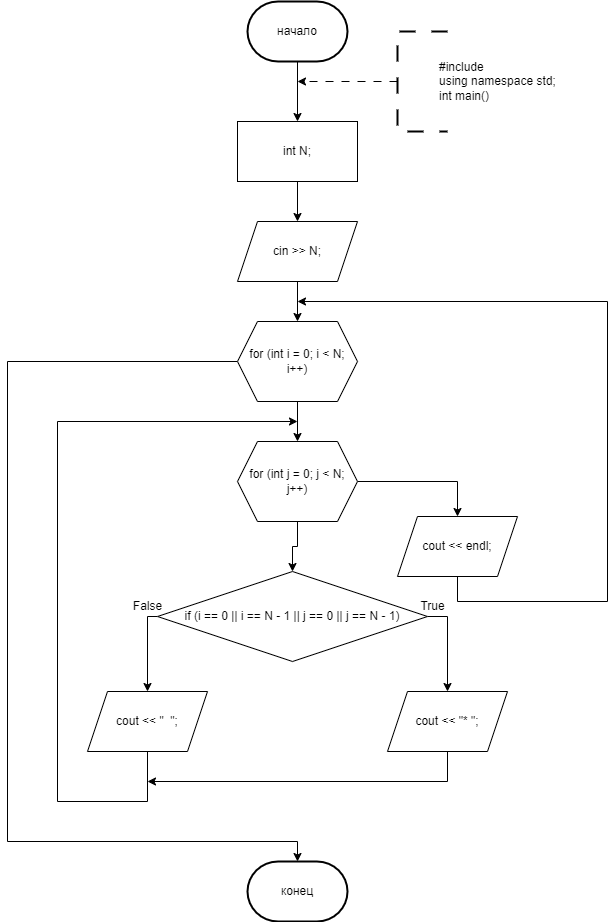 начало
#include
using namespace std;
int main()
int N;
cin >> N;
for (int i = 0; i < N;
i++)
for (int j = 0; j < N;
j++)
cout << endl;
False
True
if (i == 0 || i == N - 1 || j == 0 || j == N - 1)
cout << "  ";
cout << "* ";
конец